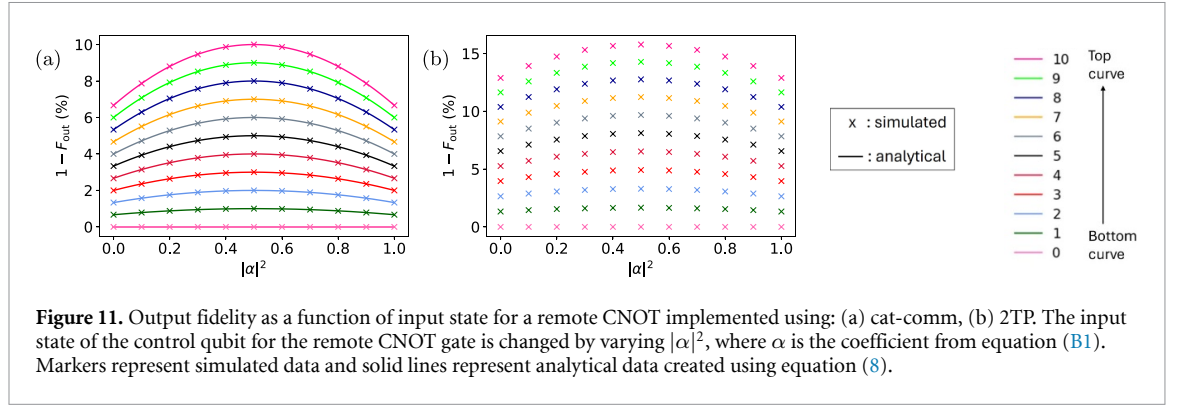 (a)
10
8
6
4
2
0
1 − F_out (%)
0.0 0.2 0.4 0.6 0.8 1.0
|α|²
(b)
15
10
5
0
1 − F_out (%)
0.0 0.2 0.4 0.6 0.8 1.0
|α|²
x : simulated
: analytical
10 Top
9 curve
8
7
6
5
4
3
2
1 Bottom
0 curve
Figure 11. Output fidelity as a function of input state for a remote CNOT implemented using: (a) cat-comm, (b) 2TP. The input
state of the control qubit for the remote CNOT gate is changed by varying |α|², where α is the coefficient from equation (B1).
Markers represent simulated data and solid lines represent analytical data created using equation (8).